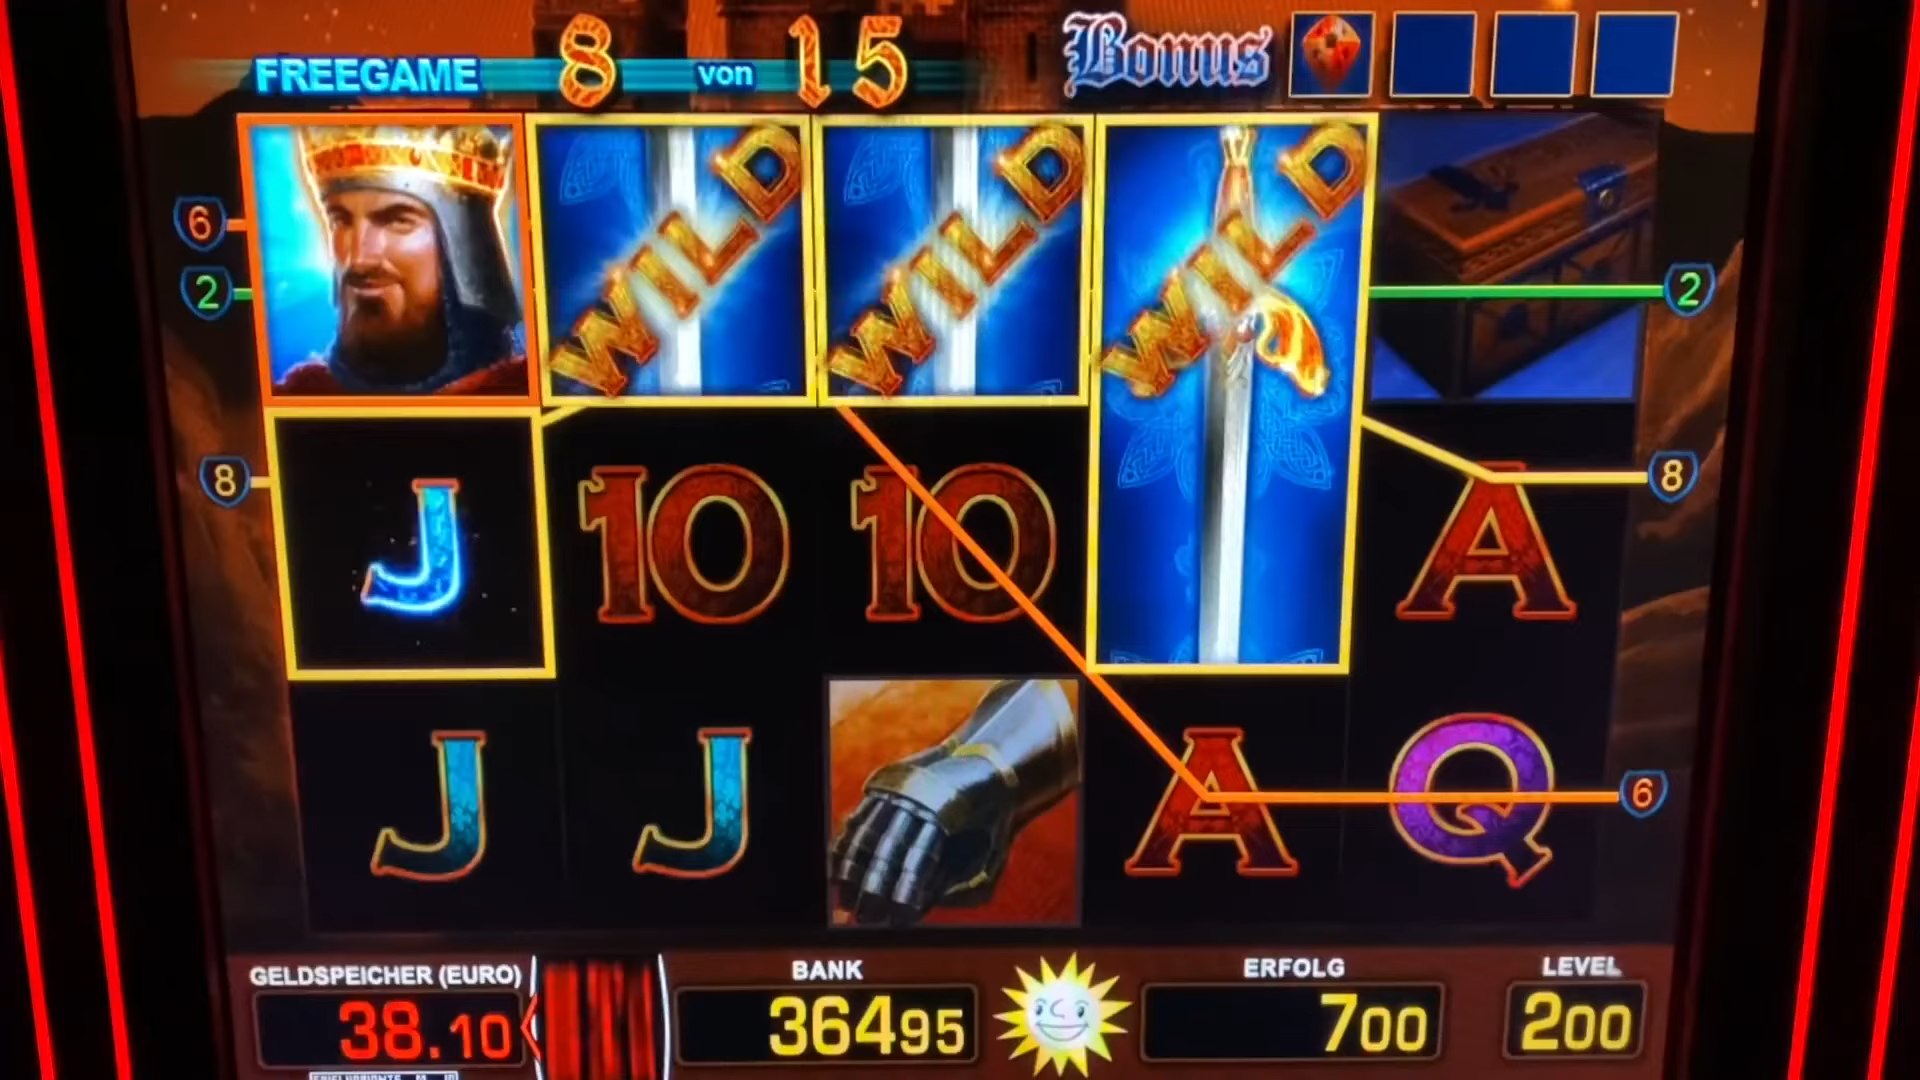 FREEGAME 8 von 15 Bonus
6
WILD WILD WILD
2 2
8 J 10 10 A 8
J J A Q 6
GELDSPEICHER (EURO) BANK ERFOLG LEVEL
38.10 36495 700 200